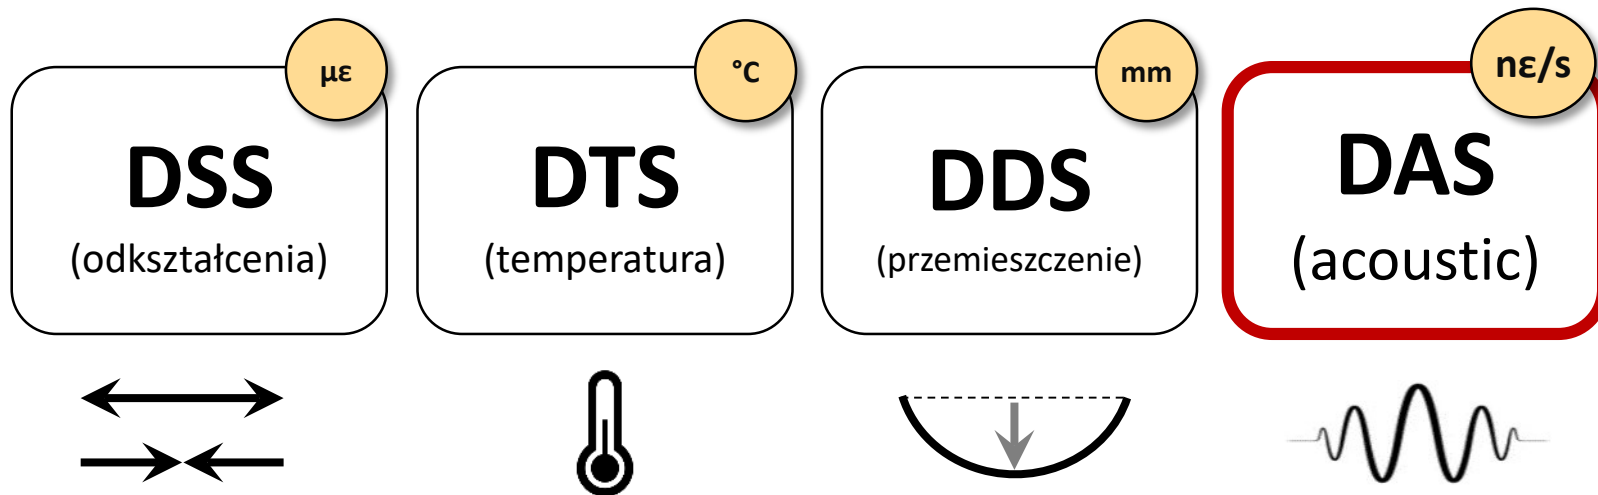 µε
DSS
(odkształcenia)
°C
DTS
(temperatura)
mm
DDS
(przemieszczenie)
nε/s
DAS
(acoustic)